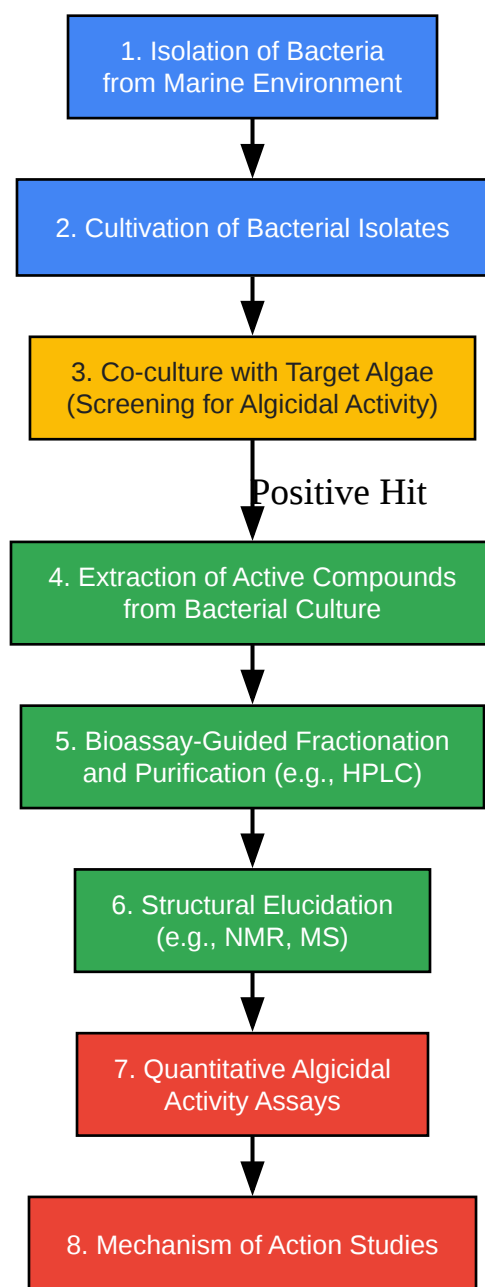 1. Isolation of Bacteria
from Marine Environment
2. Cultivation of Bacterial Isolates
3. Co-culture with Target Algae
(Screening for Algicidal Activity)
Positive Hit
4. Extraction of Active Compounds
from Bacterial Culture
5. Bioassay-Guided Fractionation
and Purification (e.g., HPLC)
6. Structural Elucidation
(e.g., NMR, MS)
7. Quantitative Algicidal
Activity Assays
8. Mechanism of Action Studies